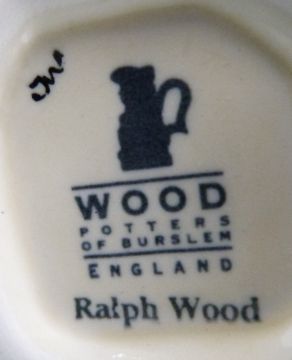 WOOD
POTTERS
OF BURSLEM
ENGLAND
Ralph Wood